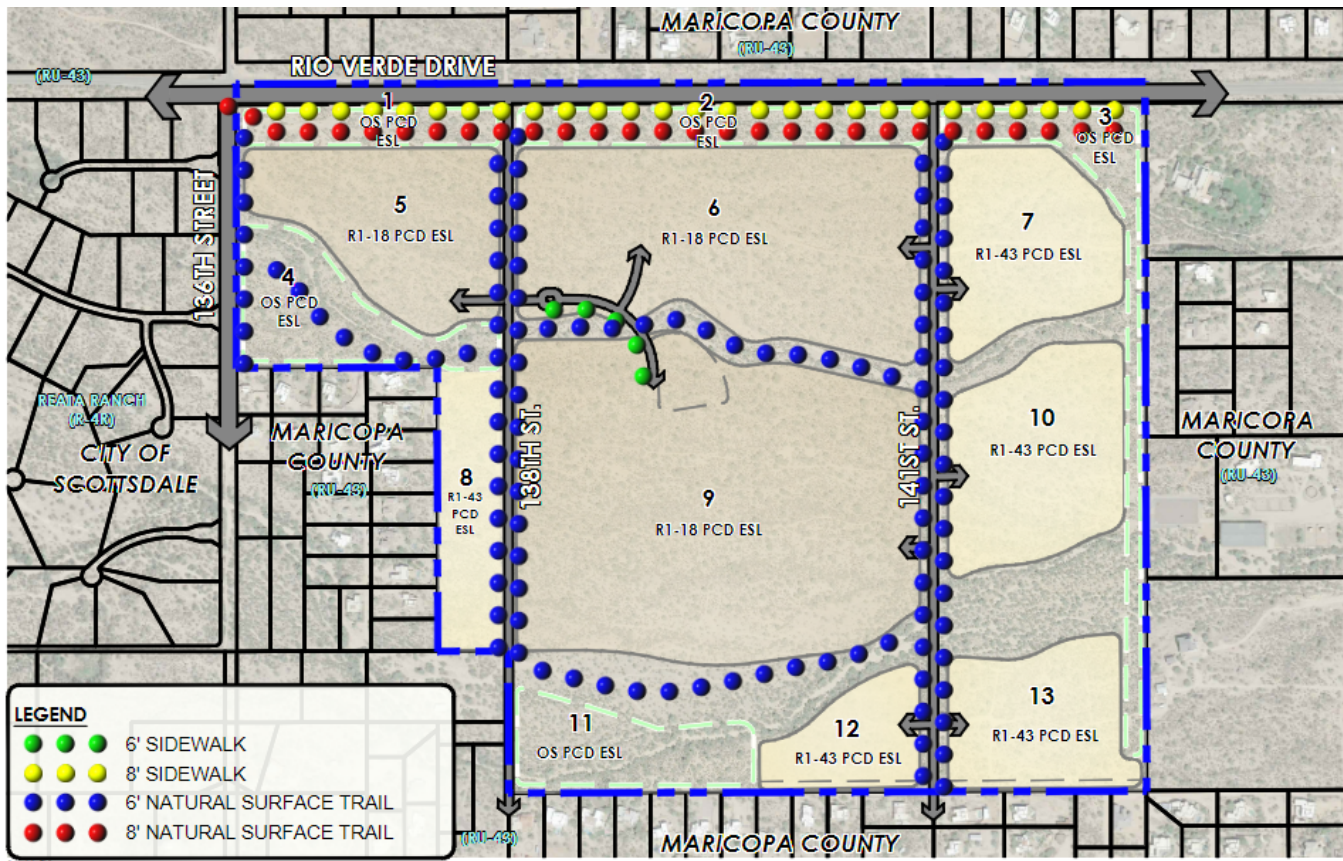 MARICOPA COUNTY
(RU-43)
(RU-43)
RIO VERDE DRIVE
1
OS PCD
ESL
2
OS PCD
ESL
3
OS PCD
ESL
136TH STREET
5
R1-18 PCD ESL
6
R1-18 PCD ESL
7
R1-43 PCD ESL
4
OS PCD
ESL
REATA RANCH
(R-4R)
CITY OF
SCOTTSDALE
MARICOPA
COUNTY
(RU-43)
8
R1-43
PCD
ESL
138TH ST.
9
R1-18 PCD ESL
141ST ST.
10
R1-43 PCD ESL
MARICOPA
COUNTY
(RU-43)
11
OS PCD ESL
12
R1-43 PCD ESL
13
R1-43 PCD ESL
LEGEND
6' SIDEWALK
8' SIDEWALK
6' NATURAL SURFACE TRAIL
8' NATURAL SURFACE TRAIL
(RU-43)
MARICOPA COUNTY